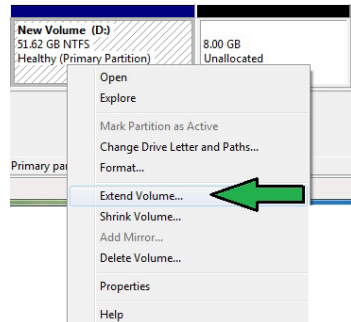 New Volume (D:)
51.62 GB NTFS
Healthy (Primary Partition)
8.00 GB
Unallocated
Open
Explore
Mark Partition as Active
Change Drive Letter and Paths...
Format...
Primary par
Extend Volume...
Shrink Volume...
Add Mirror...
Delete Volume...
Properties
Help